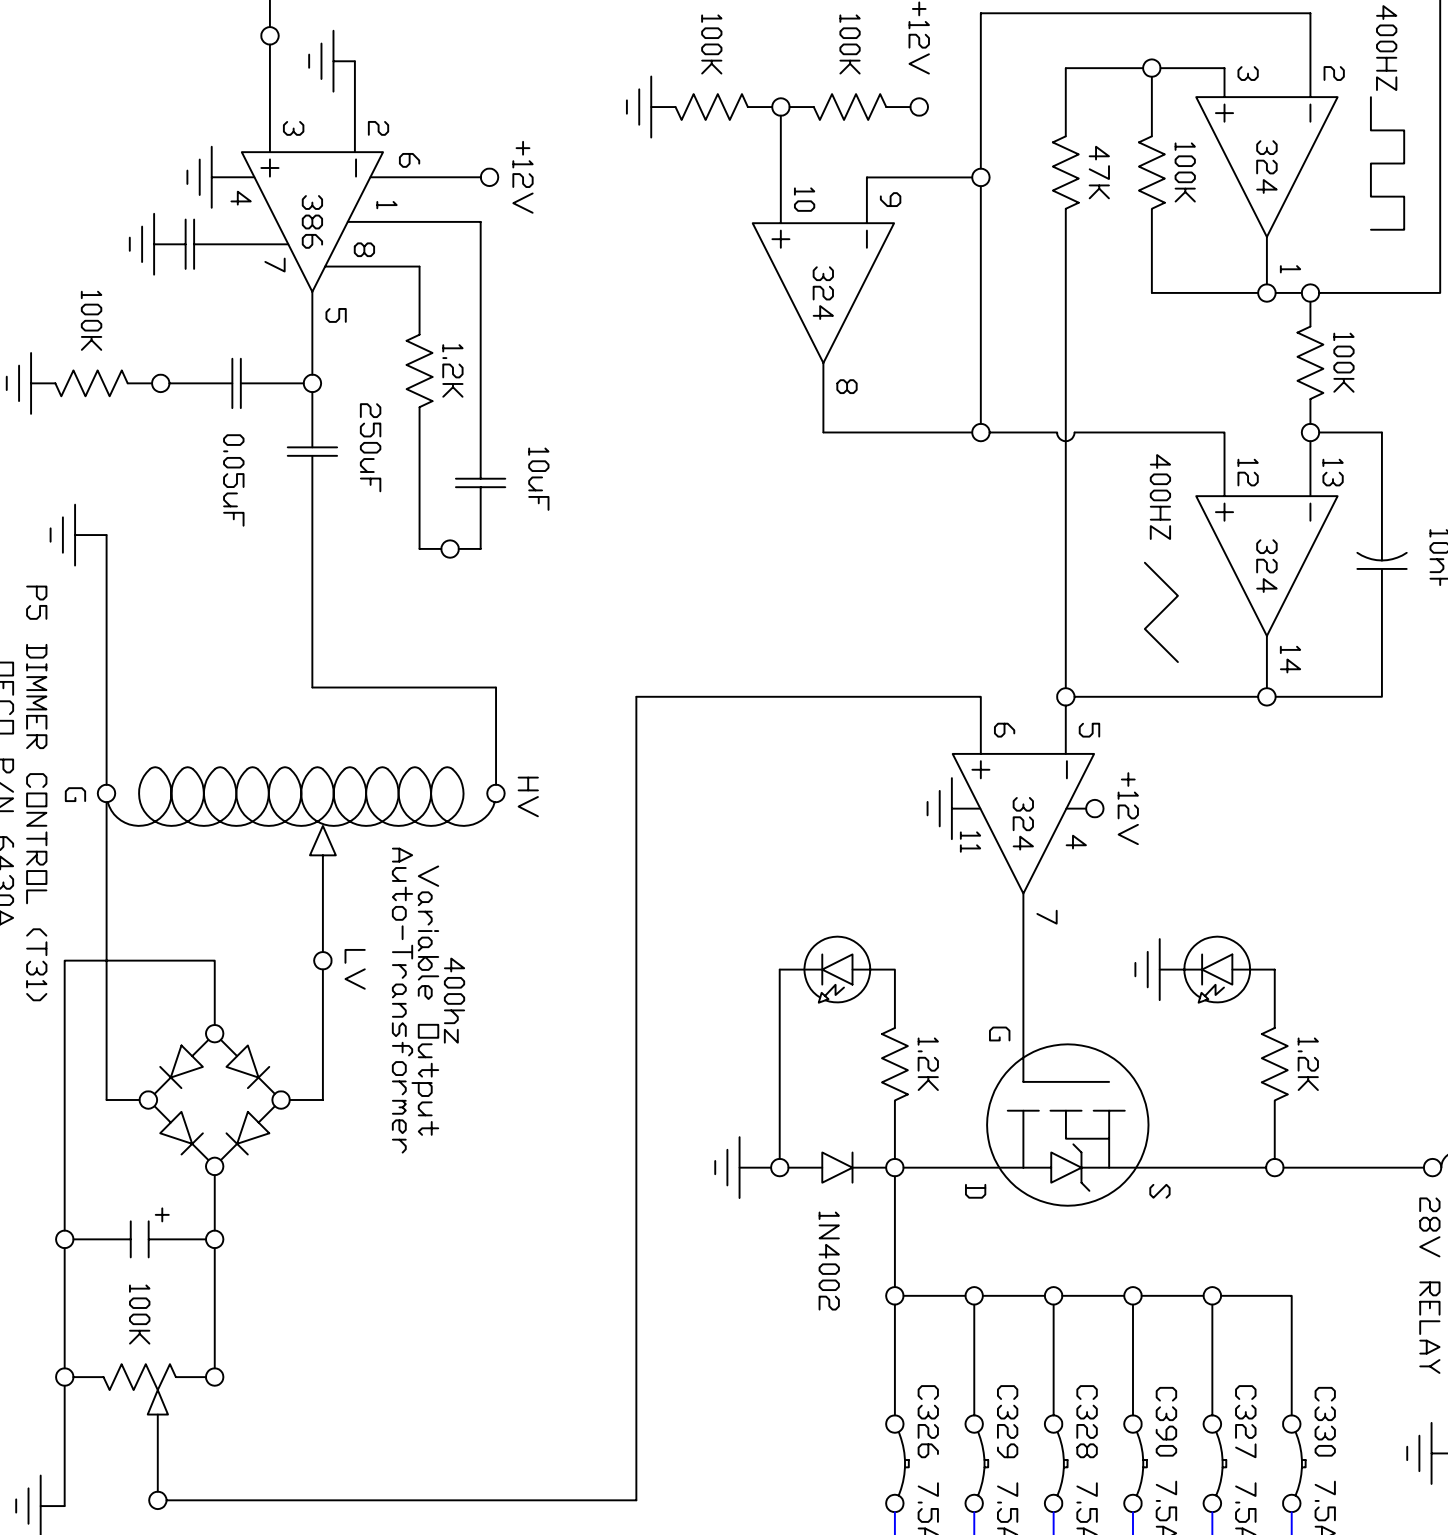 400HZ
2
3
324
1
100K
47K
100K
13
12
324
14
10nF
400HZ
+12V
100K
100K
9
10
324
8
5
6
+12V
4
11
324
7
1.2K
1.2K
G
D
S
1N4002
28V RELAY
C330 7.5A
C327 7.5A
C390 7.5A
C328 7.5A
C329 7.5A
C326 7.5A
+12V
2
3
6
1
4
8
7
386
5
1.2K
10uF
250uF
0.05uF
100K
HV
G
LV
400hz
Variable Output
Auto-Transformer
+
100K
P5 DIMMER CONTROL (T31)
P/N 6430A